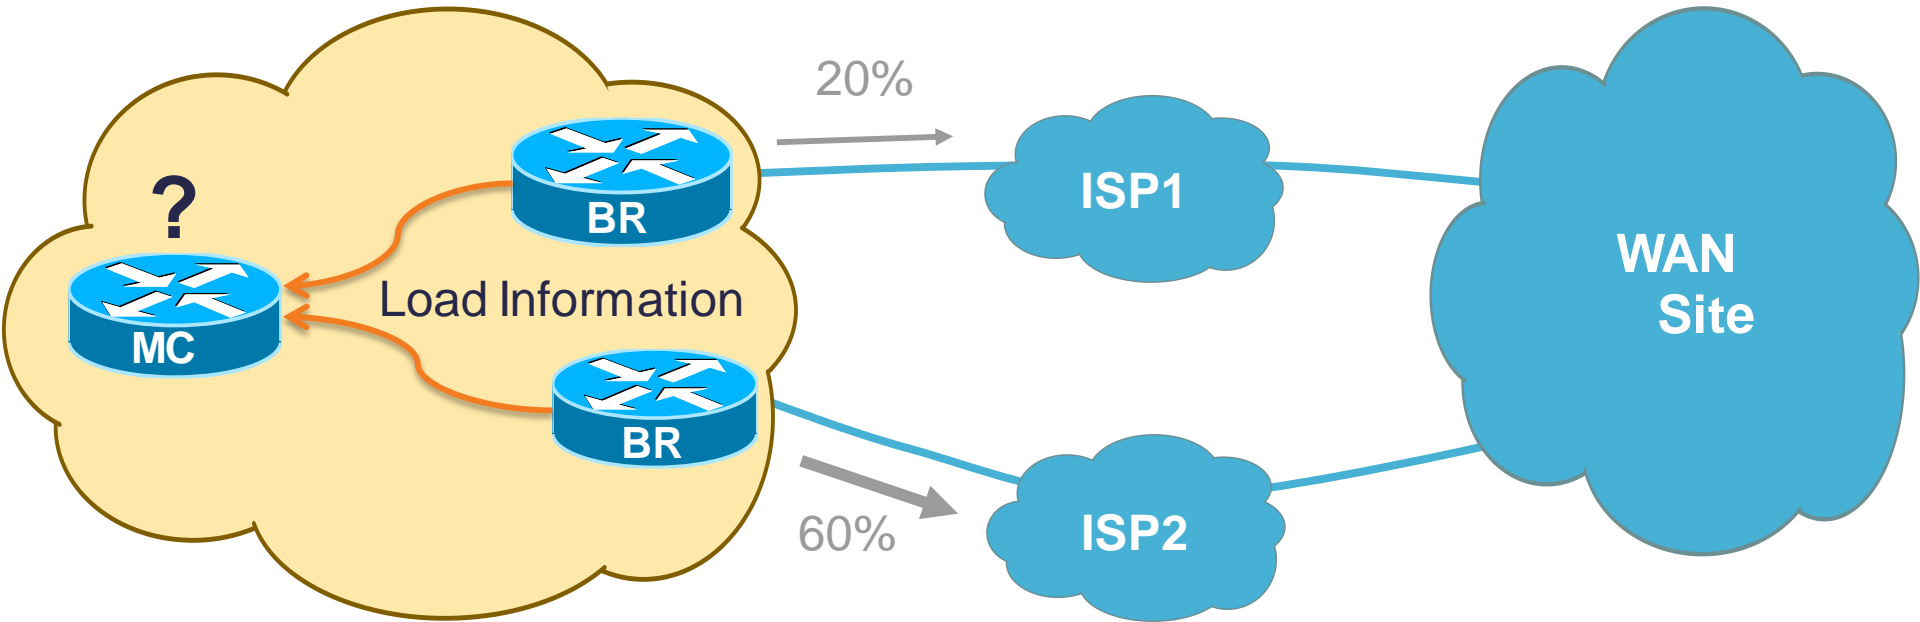 20%
BR
ISP1
?
MC
Load Information
WAN
Site
BR
60%
ISP2